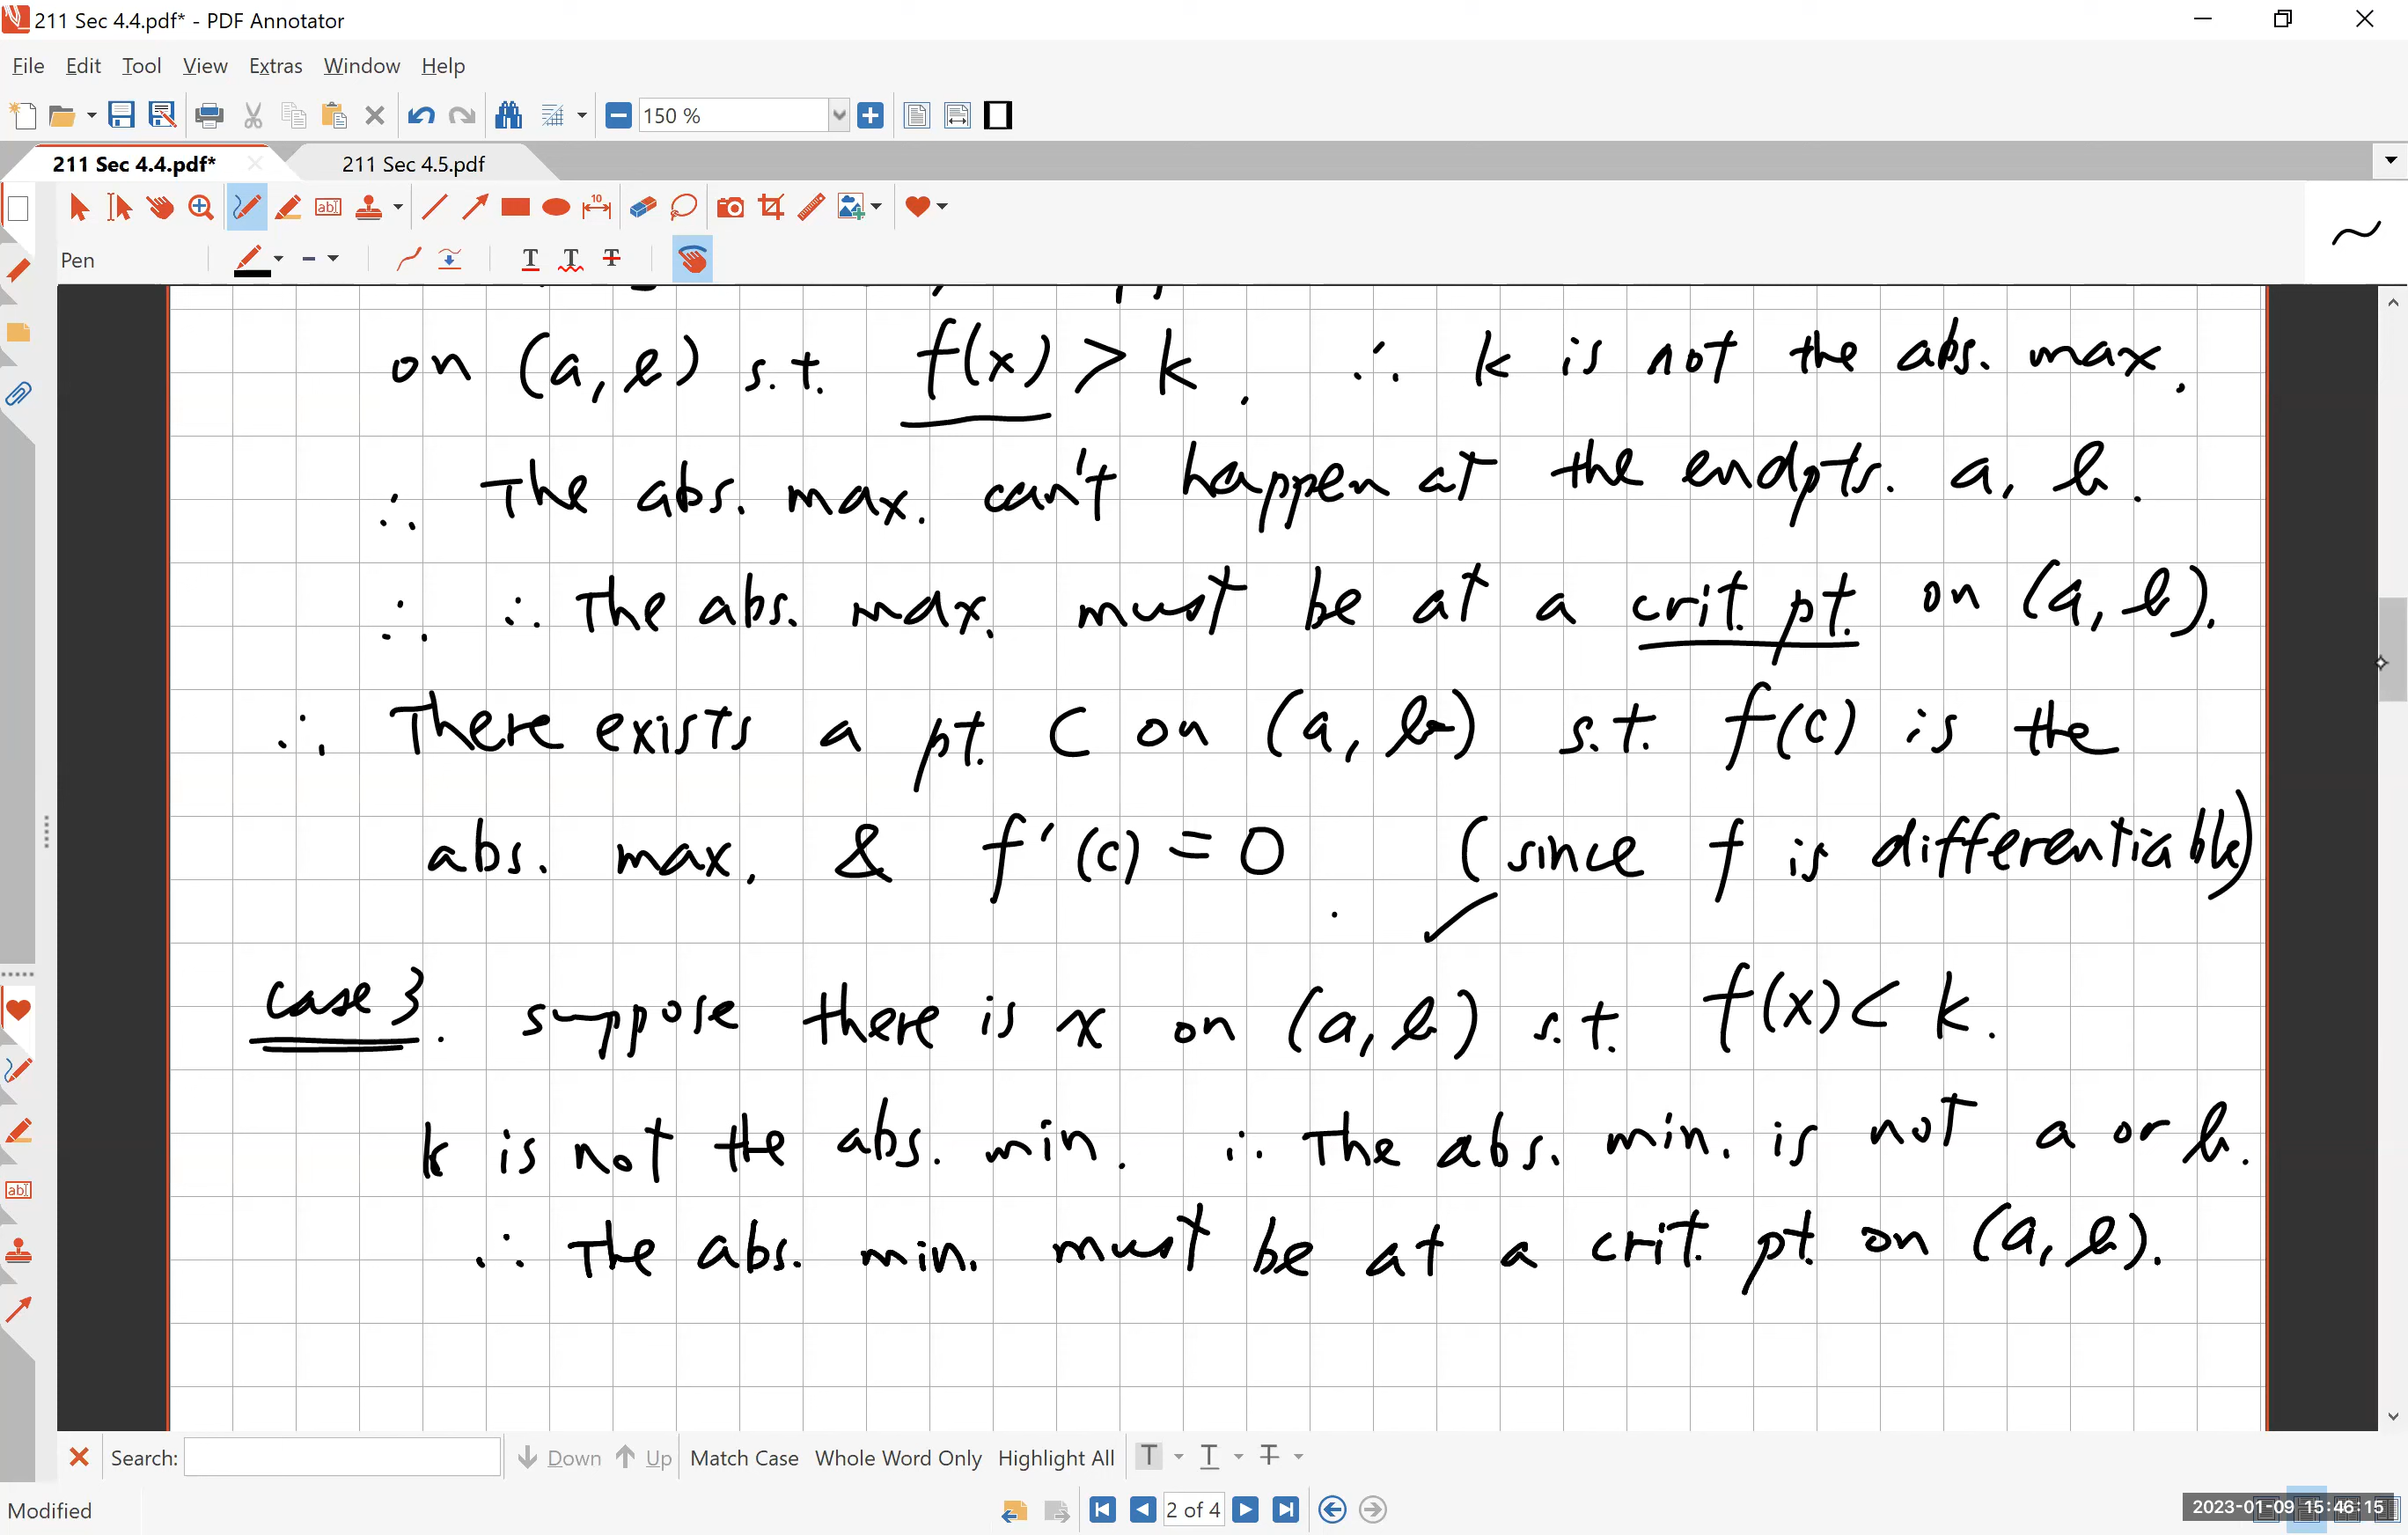 211 Sec 4.4.pdf* - PDF Annotator
File Edit Tool View Extras Window Help
150 %
211 Sec 4.4.pdf* 211 Sec 4.5.pdf
Pen
on (a, b) s.t. f(x) > k. ∴ k is not the abs. max.
∴ The abs. max. can't happen at the endpts. a, b.
∴ ∴ The abs. max. must be at a crit. pt. on (a, b).
∴ There exists a pt. c on (a, b) s.t. f(c) is the
abs. max. & f'(c) = 0. (since f is differentiable)
case 3. suppose there is x on (a, b) s.t. f(x) < k.
k is not the abs. min. ∴ The abs. min. is not a or b.
∴ The abs. min. must be at a crit. pt. on (a, b).
Search: Down Up Match Case Whole Word Only Highlight All
Modified 2 of 4 2023-01-09 15:46:15